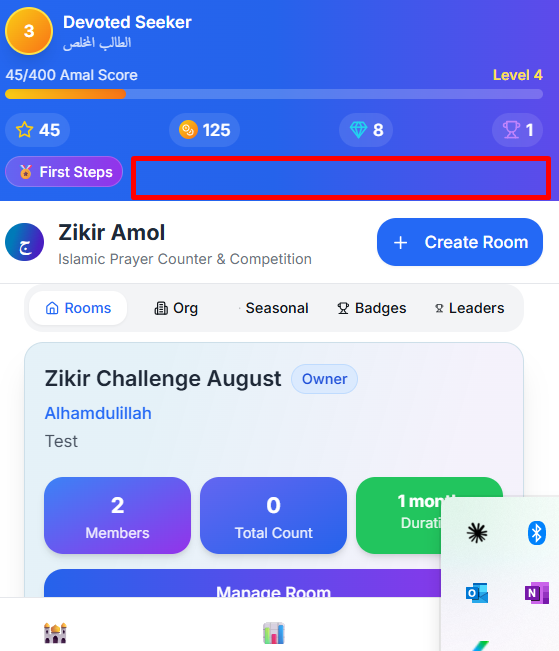 3
Devoted Seeker
الطالب المخلص
45/400 Amal Score
Level 4
45
125
8
1
First Steps
ج
Zikir Amol
Islamic Prayer Counter & Competition
+ Create Room
Rooms
Org
Seasonal
Badges
Leaders
Zikir Challenge August
Owner
Alhamdulillah
Test
2
Members
0
Total Count
1 month
Durati
Manage Room